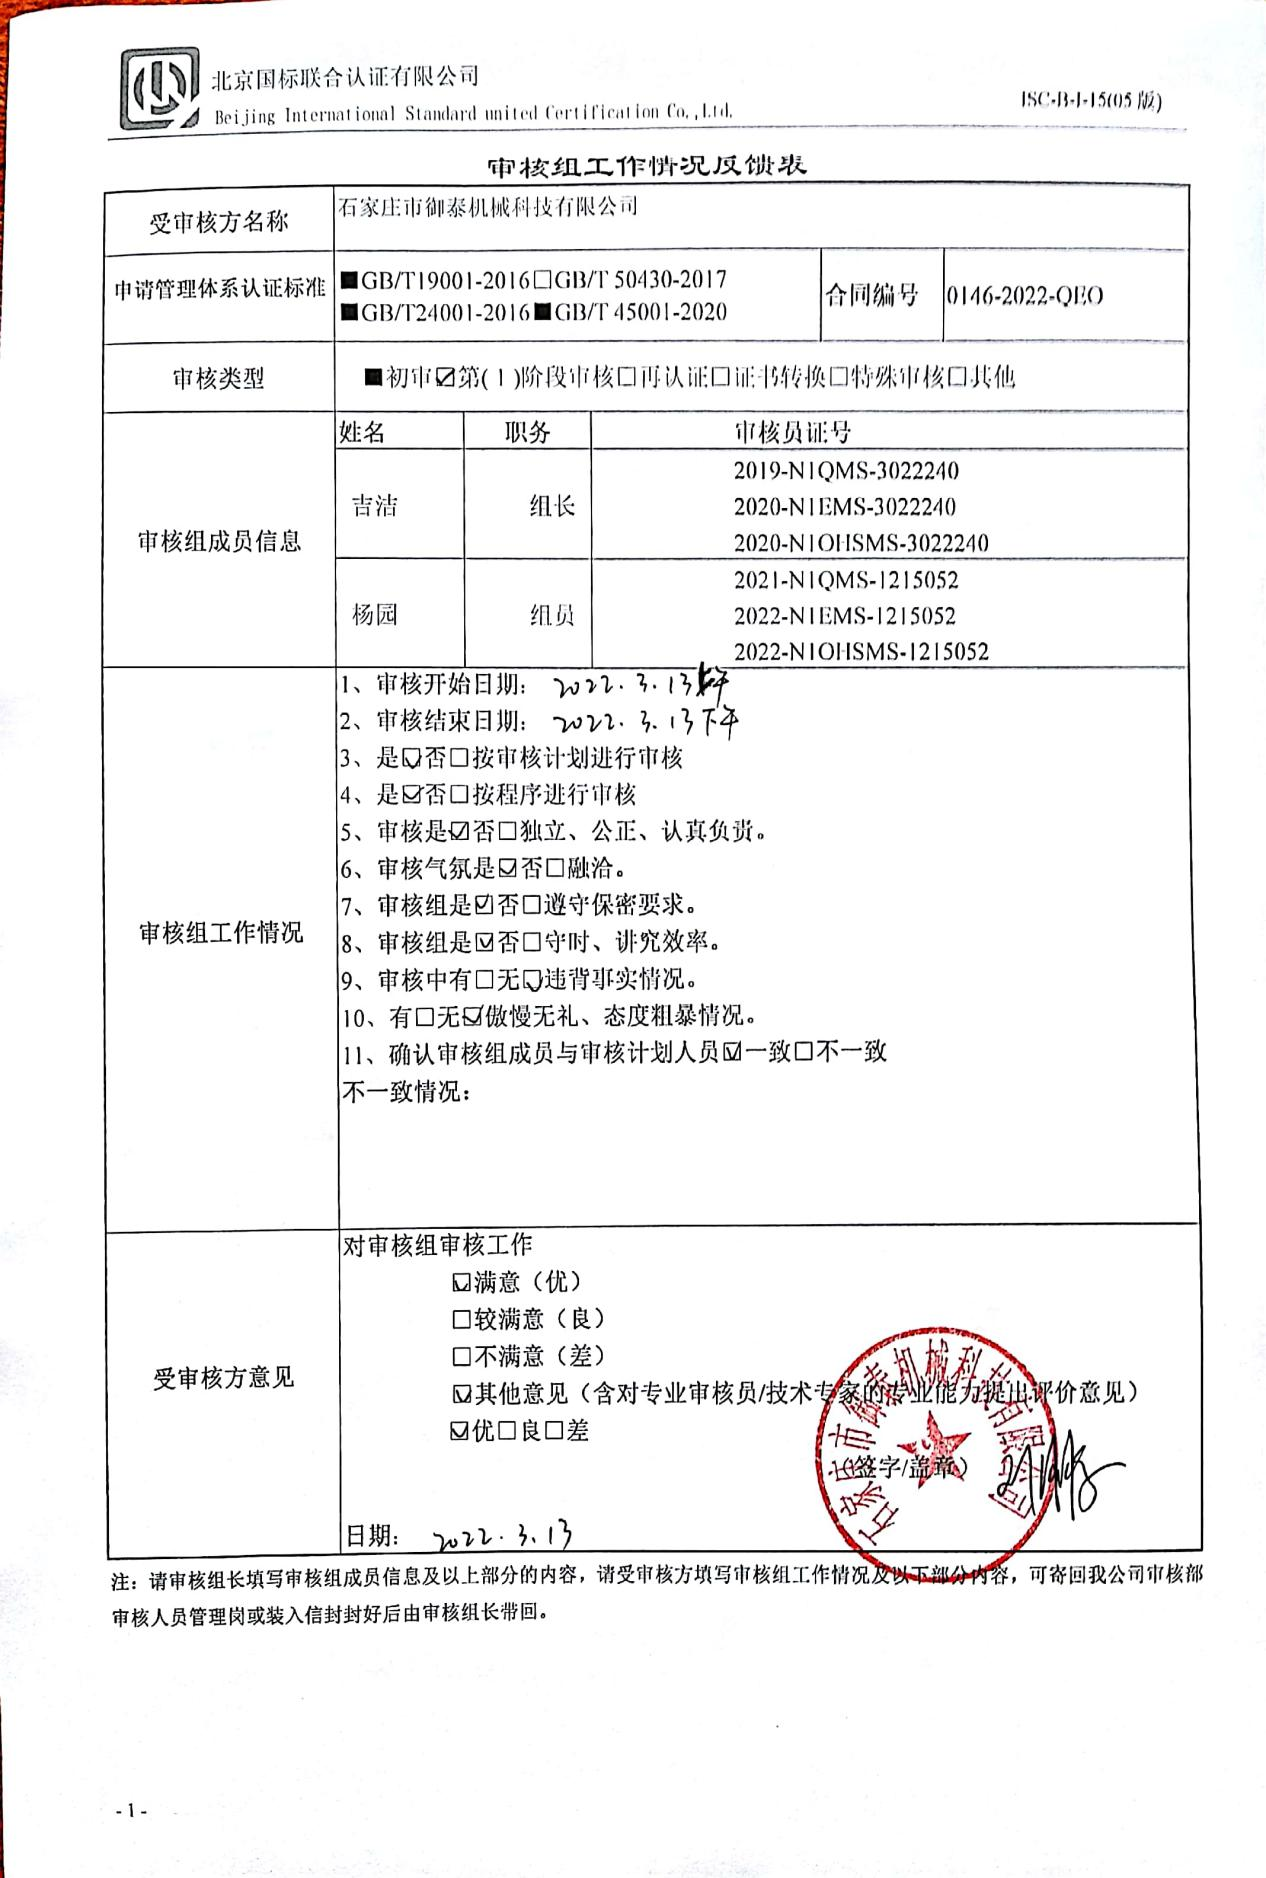 北京国标联合认证有限公司
Beijing International Standard united Certification Co.,Ltd.
ISC-B-I-15(05版)
审核组工作情况反馈表
受审核方名称
石家庄市御泰机械科技有限公司
申请管理体系认证标准
■GB/T19001-2016□GB/T 50430-2017
■GB/T24001-2016■GB/T 45001-2020
合同编号
0146-2022-QEO
审核类型
■初审☑第(1)阶段审核□再认证□证书转换□特殊审核□其他
审核组成员信息
姓名 职务 审核员证号
吉洁 组长
2019-N1QMS-3022240
2020-N1EMS-3022240
2020-N1OHSMS-3022240
杨园 组员
2021-N1QMS-1215052
2022-N1EMS-1215052
2022-N1OHSMS-1215052
审核组工作情况
1、审核开始日期： 2022.3.13
2、审核结束日期： 2022.3.13下午
3、是☑否□按审核计划进行审核
4、是☑否□按程序进行审核
5、审核是☑否□独立、公正、认真负责。
6、审核气氛是☑否□融洽。
7、审核组是☑否□遵守保密要求。
8、审核组是☑否□守时、讲究效率。
9、审核中有□无☑违背事实情况。
10、有□无☑傲慢无礼、态度粗暴情况。
11、确认审核组成员与审核计划人员☑一致□不一致
不一致情况：
受审核方意见
对审核组审核工作
☑满意（优）
□较满意（良）
□不满意（差）
☑其他意见（含对专业审核员/技术专家的专业能力提出评价意见）
☑优□良□差
（签字/盖章）
石家庄市御泰机械科技有限公司
日期： 2022.3.13
注：请审核组长填写审核组成员信息及以上部分的内容，请受审核方填写审核组工作情况及以下部分内容，可寄回我公司审核部
审核人员管理岗或装入信封封好后由审核组长带回。
-1-